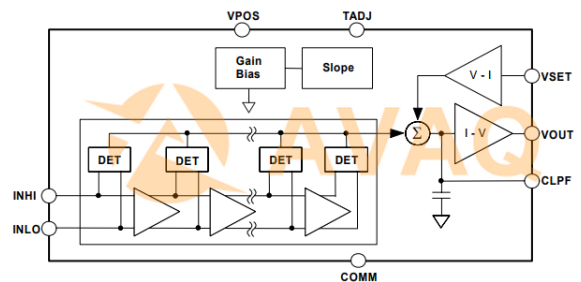 VPOS TADJ
Gain
Bias
Slope
V - I
VSET
DET DET DET DET
Σ
I - V
VOUT
CLPF
INHI
INLO
COMM
AVAQ